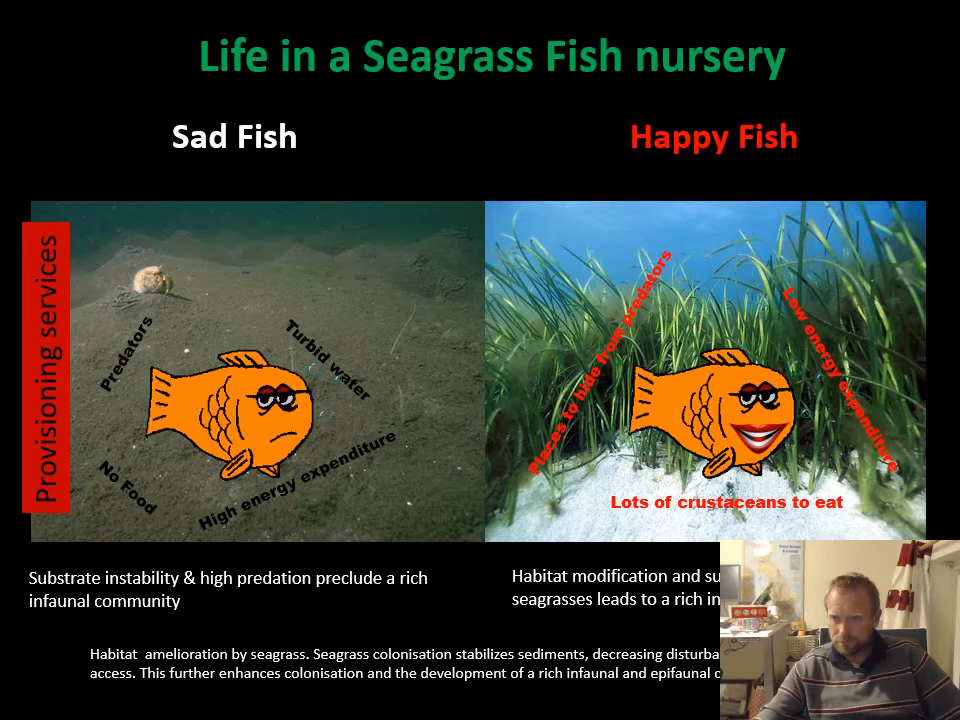 Life in a Seagrass Fish nursery
Sad Fish
Happy Fish
Provisioning services
Predators
Turbid water
No Food
High energy expenditure
Places to hide from predators
Low energy expenditure
Lots of crustaceans to eat
Substrate instability & high predation preclude a rich
infaunal community
Habitat modification and
seagrasses leads to a rich
Habitat amelioration by seagrass. Seagrass colonisation stabilizes sediments, decreasing
access. This further enhances colonisation and the development of a rich infaunal and epifaunal